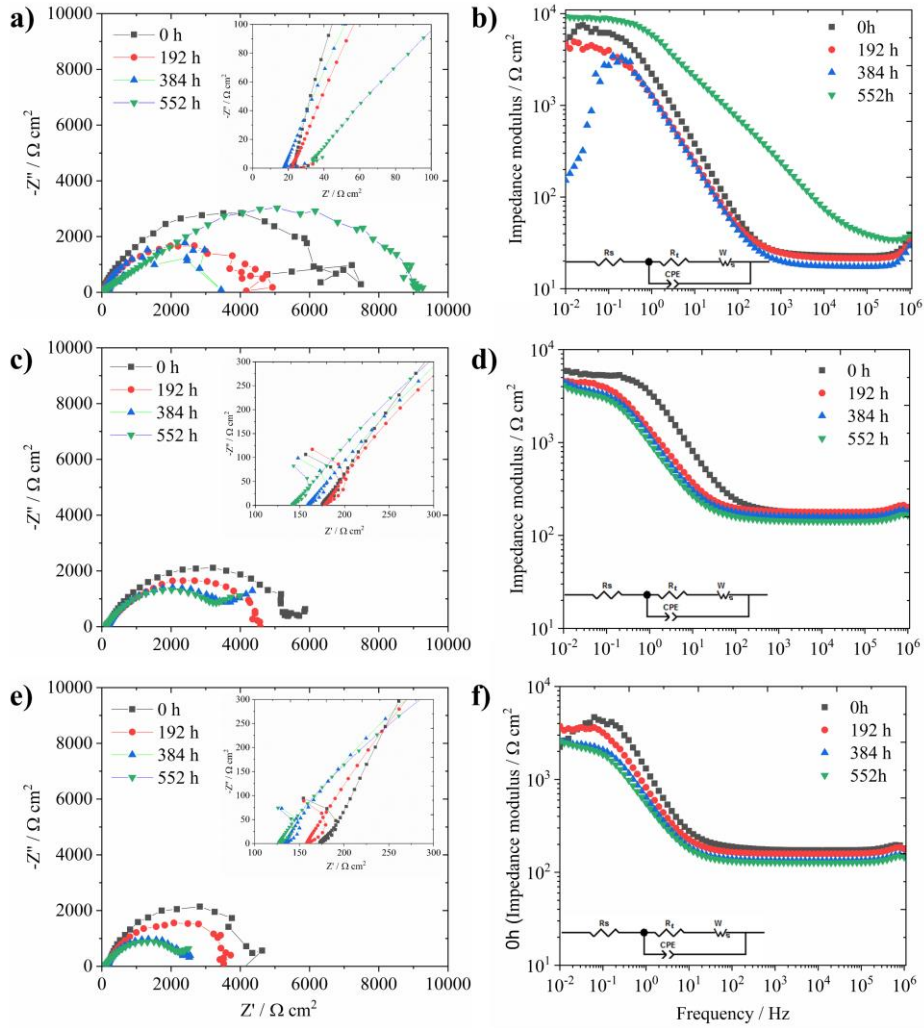 a)
10000
8000
6000
4000
2000
0
-Z'' / Ω cm²
0 h
192 h
384 h
552 h
100
80
60
40
20
0
-Z'' / Ω cm²
0 20 40 60 80 100
Z' / Ω cm²
0 2000 4000 6000 8000 10000
b)
10⁴
10³
10²
10¹
Impedance modulus / Ω cm²
0h
192 h
384 h
552h
Rs
Rt
Ws
CPE
10⁻² 10⁻¹ 10⁰ 10¹ 10² 10³ 10⁴ 10⁵ 10⁶
c)
10000
8000
6000
4000
2000
0
-Z'' / Ω cm²
0 h
192 h
384 h
552 h
300
250
200
150
100
50
0
-Z'' / Ω cm²
100 150 200 250 300
Z' / Ω cm²
0 2000 4000 6000 8000 10000
d)
10⁴
10³
10²
10¹
Impedance modulus / Ω cm²
0 h
192 h
384 h
552 h
Rs
Rt
Ws
CPE
10⁻² 10⁻¹ 10⁰ 10¹ 10² 10³ 10⁴ 10⁵ 10⁶
e)
10000
8000
6000
4000
2000
0
-Z'' / Ω cm²
0 h
192 h
384 h
552 h
300
250
200
150
100
50
0
-Z'' / Ω cm²
100 150 200 250 300
Z' / Ω cm²
0 2000 4000 6000 8000 10000
Z' / Ω cm²
f)
10⁴
10³
10²
10¹
0h (Impedance modulus / Ω cm²
0h
192 h
384 h
552h
Rs
Rt
Ws
CPE
10⁻² 10⁻¹ 10⁰ 10¹ 10² 10³ 10⁴ 10⁵ 10⁶
Frequency / Hz